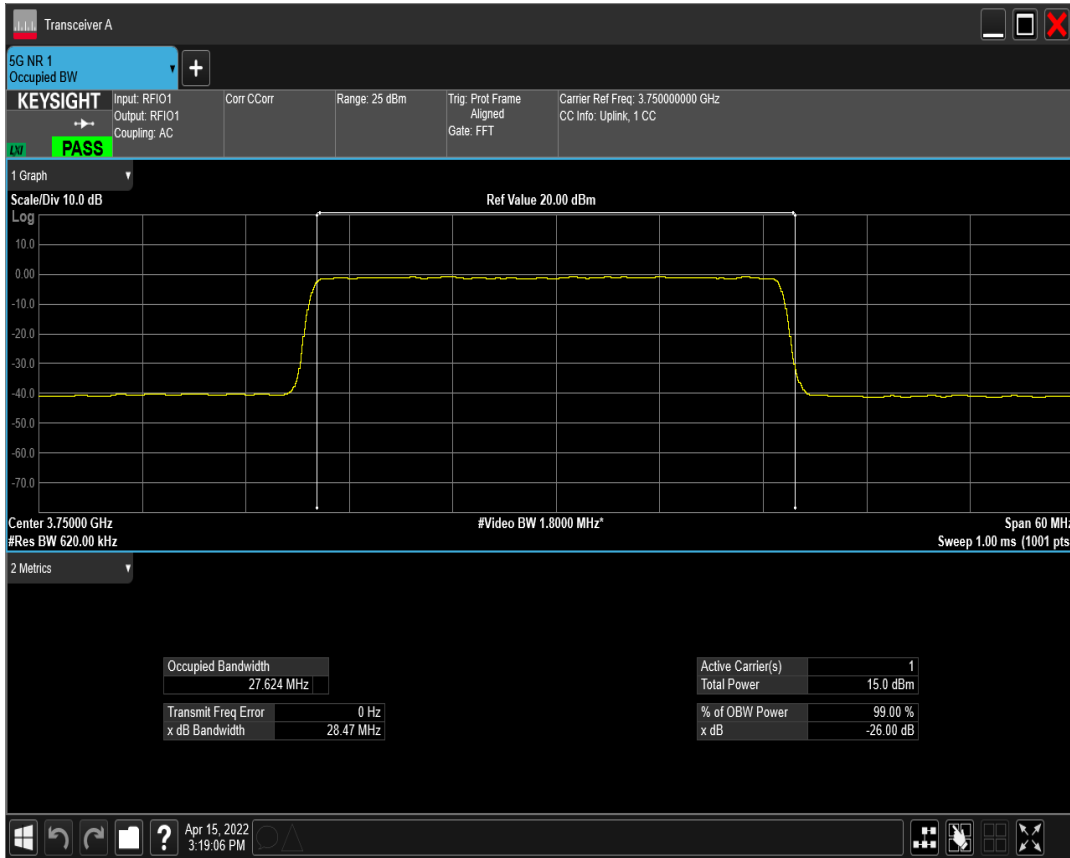 Transceiver A
5G NR 1
Occupied BW
KEYSIGHT
LXI
PASS
Input: RFIO1
Output: RFIO1
Coupling: AC
Corr CCorr
Range: 25 dBm
Trig: Prot Frame
Aligned
Gate: FFT
Carrier Ref Freq: 3.750000000 GHz
CC Info: Uplink, 1 CC
1 Graph
Scale/Div 10.0 dB
Ref Value 20.00 dBm
Log
10.0
0.00
-10.0
-20.0
-30.0
-40.0
-50.0
-60.0
-70.0
Center 3.75000 GHz
#Video BW 1.8000 MHz*
Span 60 MHz
#Res BW 620.00 kHz
Sweep 1.00 ms (1001 pts
2 Metrics
Occupied Bandwidth
27.624 MHz
Transmit Freq Error 0 Hz
x dB Bandwidth 28.47 MHz
Active Carrier(s) 1
Total Power 15.0 dBm
% of OBW Power 99.00 %
x dB -26.00 dB
?
Apr 15, 2022
3:19:06 PM